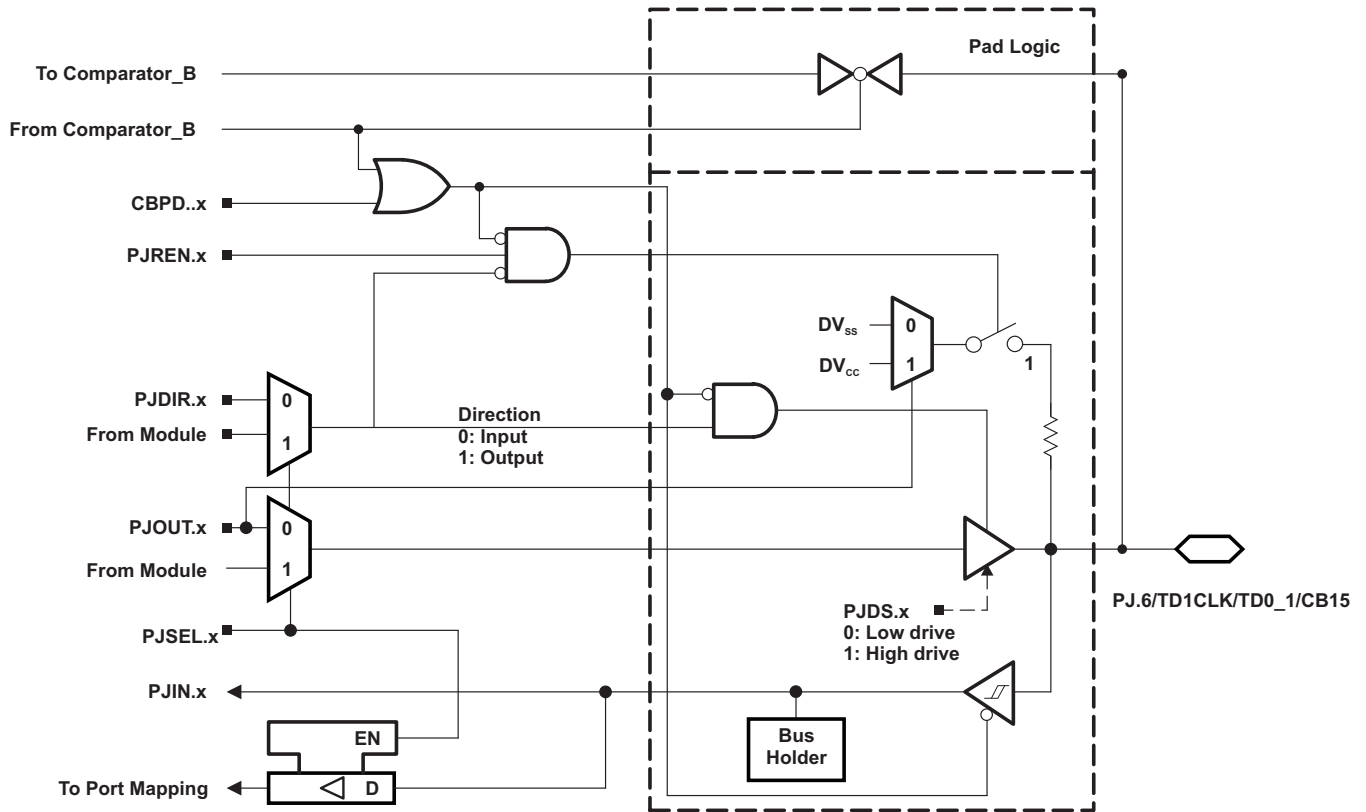 Pad Logic
To Comparator_B
From Comparator_B
CBPD..x
PJREN.x
DVSS
0
DVCC
1
1
PJDIR.x
0
From Module
1
Direction
0: Input
1: Output
PJOUT.x
0
From Module
1
PJDS.x
0: Low drive
1: High drive
PJ.6/TD1CLK/TD0_1/CB15
PJSEL.x
PJIN.x
EN
Bus
Holder
To Port Mapping
D